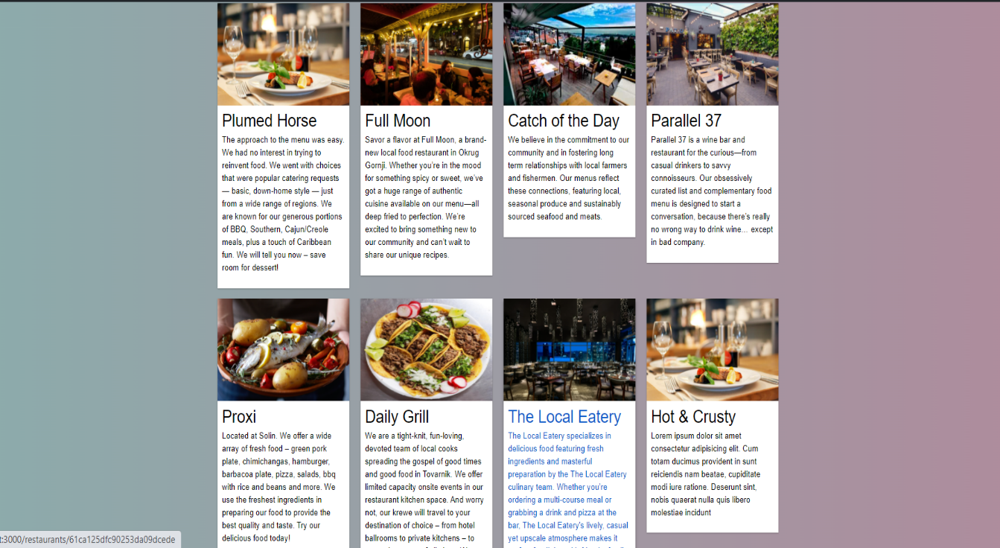 Plumed Horse
The approach to the menu was easy.
We had no interest in trying to
reinvent food. We went with choices
that were popular catering requests
— basic, down-home style — just
from a wide range of regions. We
are known for our generous portions
of BBQ, Southern, Cajun/Creole
meals, plus a touch of Caribbean
fun. We will tell you now – save
room for dessert!
Full Moon
Savor a flavor at Full Moon, a brand-
new local food restaurant in Okrug
Gornji. Whether you're in the mood
for something spicy or sweet, we've
got a huge range of authentic
cuisine available on our menu—all
deep fried to perfection. We're
excited to bring something new to
our community and can't wait to
share our unique recipes.
Catch of the Day
We believe in the commitment to our
community and in fostering long
term relationships with local farmers
and fishermen. Our menus reflect
these connections, featuring local,
seasonal produce and sustainably
sourced seafood and meats.
Parallel 37
Parallel 37 is a wine bar and
restaurant for the curious—from
casual drinkers to savvy
connoisseurs. Our obsessively
curated list and complementary food
menu is designed to start a
conversation, because there's really
no wrong way to drink wine… except
in bad company.
Proxi
Located at Solin. We offer a wide
array of fresh food – green pork
plate, chimichangas, hamburger,
barbacoa plate, pizza, salads, bbq
with rice and beans and more. We
use the freshest ingredients in
preparing our food to provide the
best quality and taste. Try our
delicious food today!
Daily Grill
We are a tight-knit, fun-loving,
devoted team of local cooks
spreading the gospel of good times
and good food in Tovarnik. We offer
limited capacity onsite events in our
restaurant kitchen space. And worry
not, our krewe will travel to your
destination of choice – from hotel
ballrooms to private kitchens – to
The Local Eatery
The Local Eatery specializes in
delicious food featuring fresh
ingredients and masterful
preparation by the The Local Eatery
culinary team. Whether you're
ordering a multi-course meal or
grabbing a drink and pizza at the
bar, The Local Eatery's lively, casual
yet upscale atmosphere makes it
Hot & Crusty
Lorem ipsum dolor sit amet
consectetur adipisicing elit. Cum
totam ducimus provident in sunt
reiciendis nam beatae, cupiditate
modi iure ratione. Deserunt sint,
nobis quaerat nulla quis libero
molestiae incidunt
t:3000/restaurants/61ca125dfc90253da09dcede